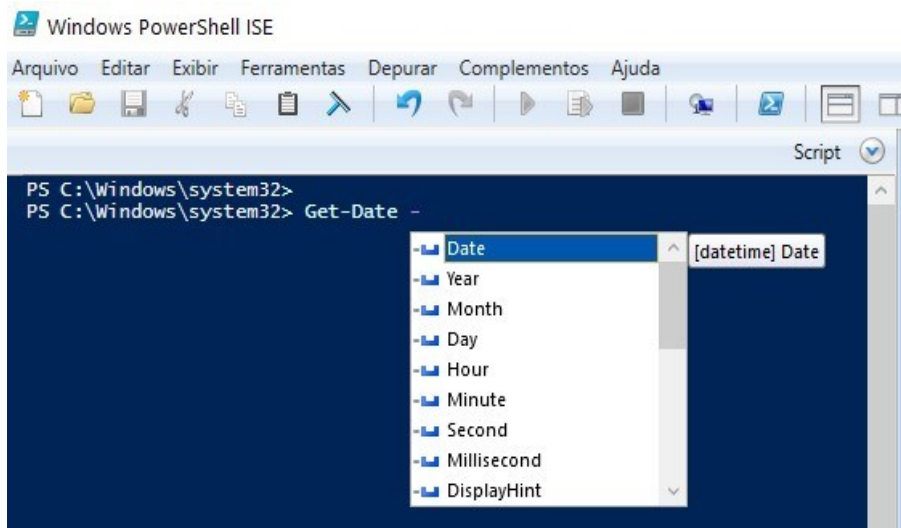 Windows PowerShell ISE
Arquivo Editar Exibir Ferramentas Depurar Complementos Ajuda
Script
PS C:\Windows\system32>
PS C:\Windows\system32> Get-Date -
Date
[datetime] Date
Year
Month
Day
Hour
Minute
Second
Millisecond
DisplayHint